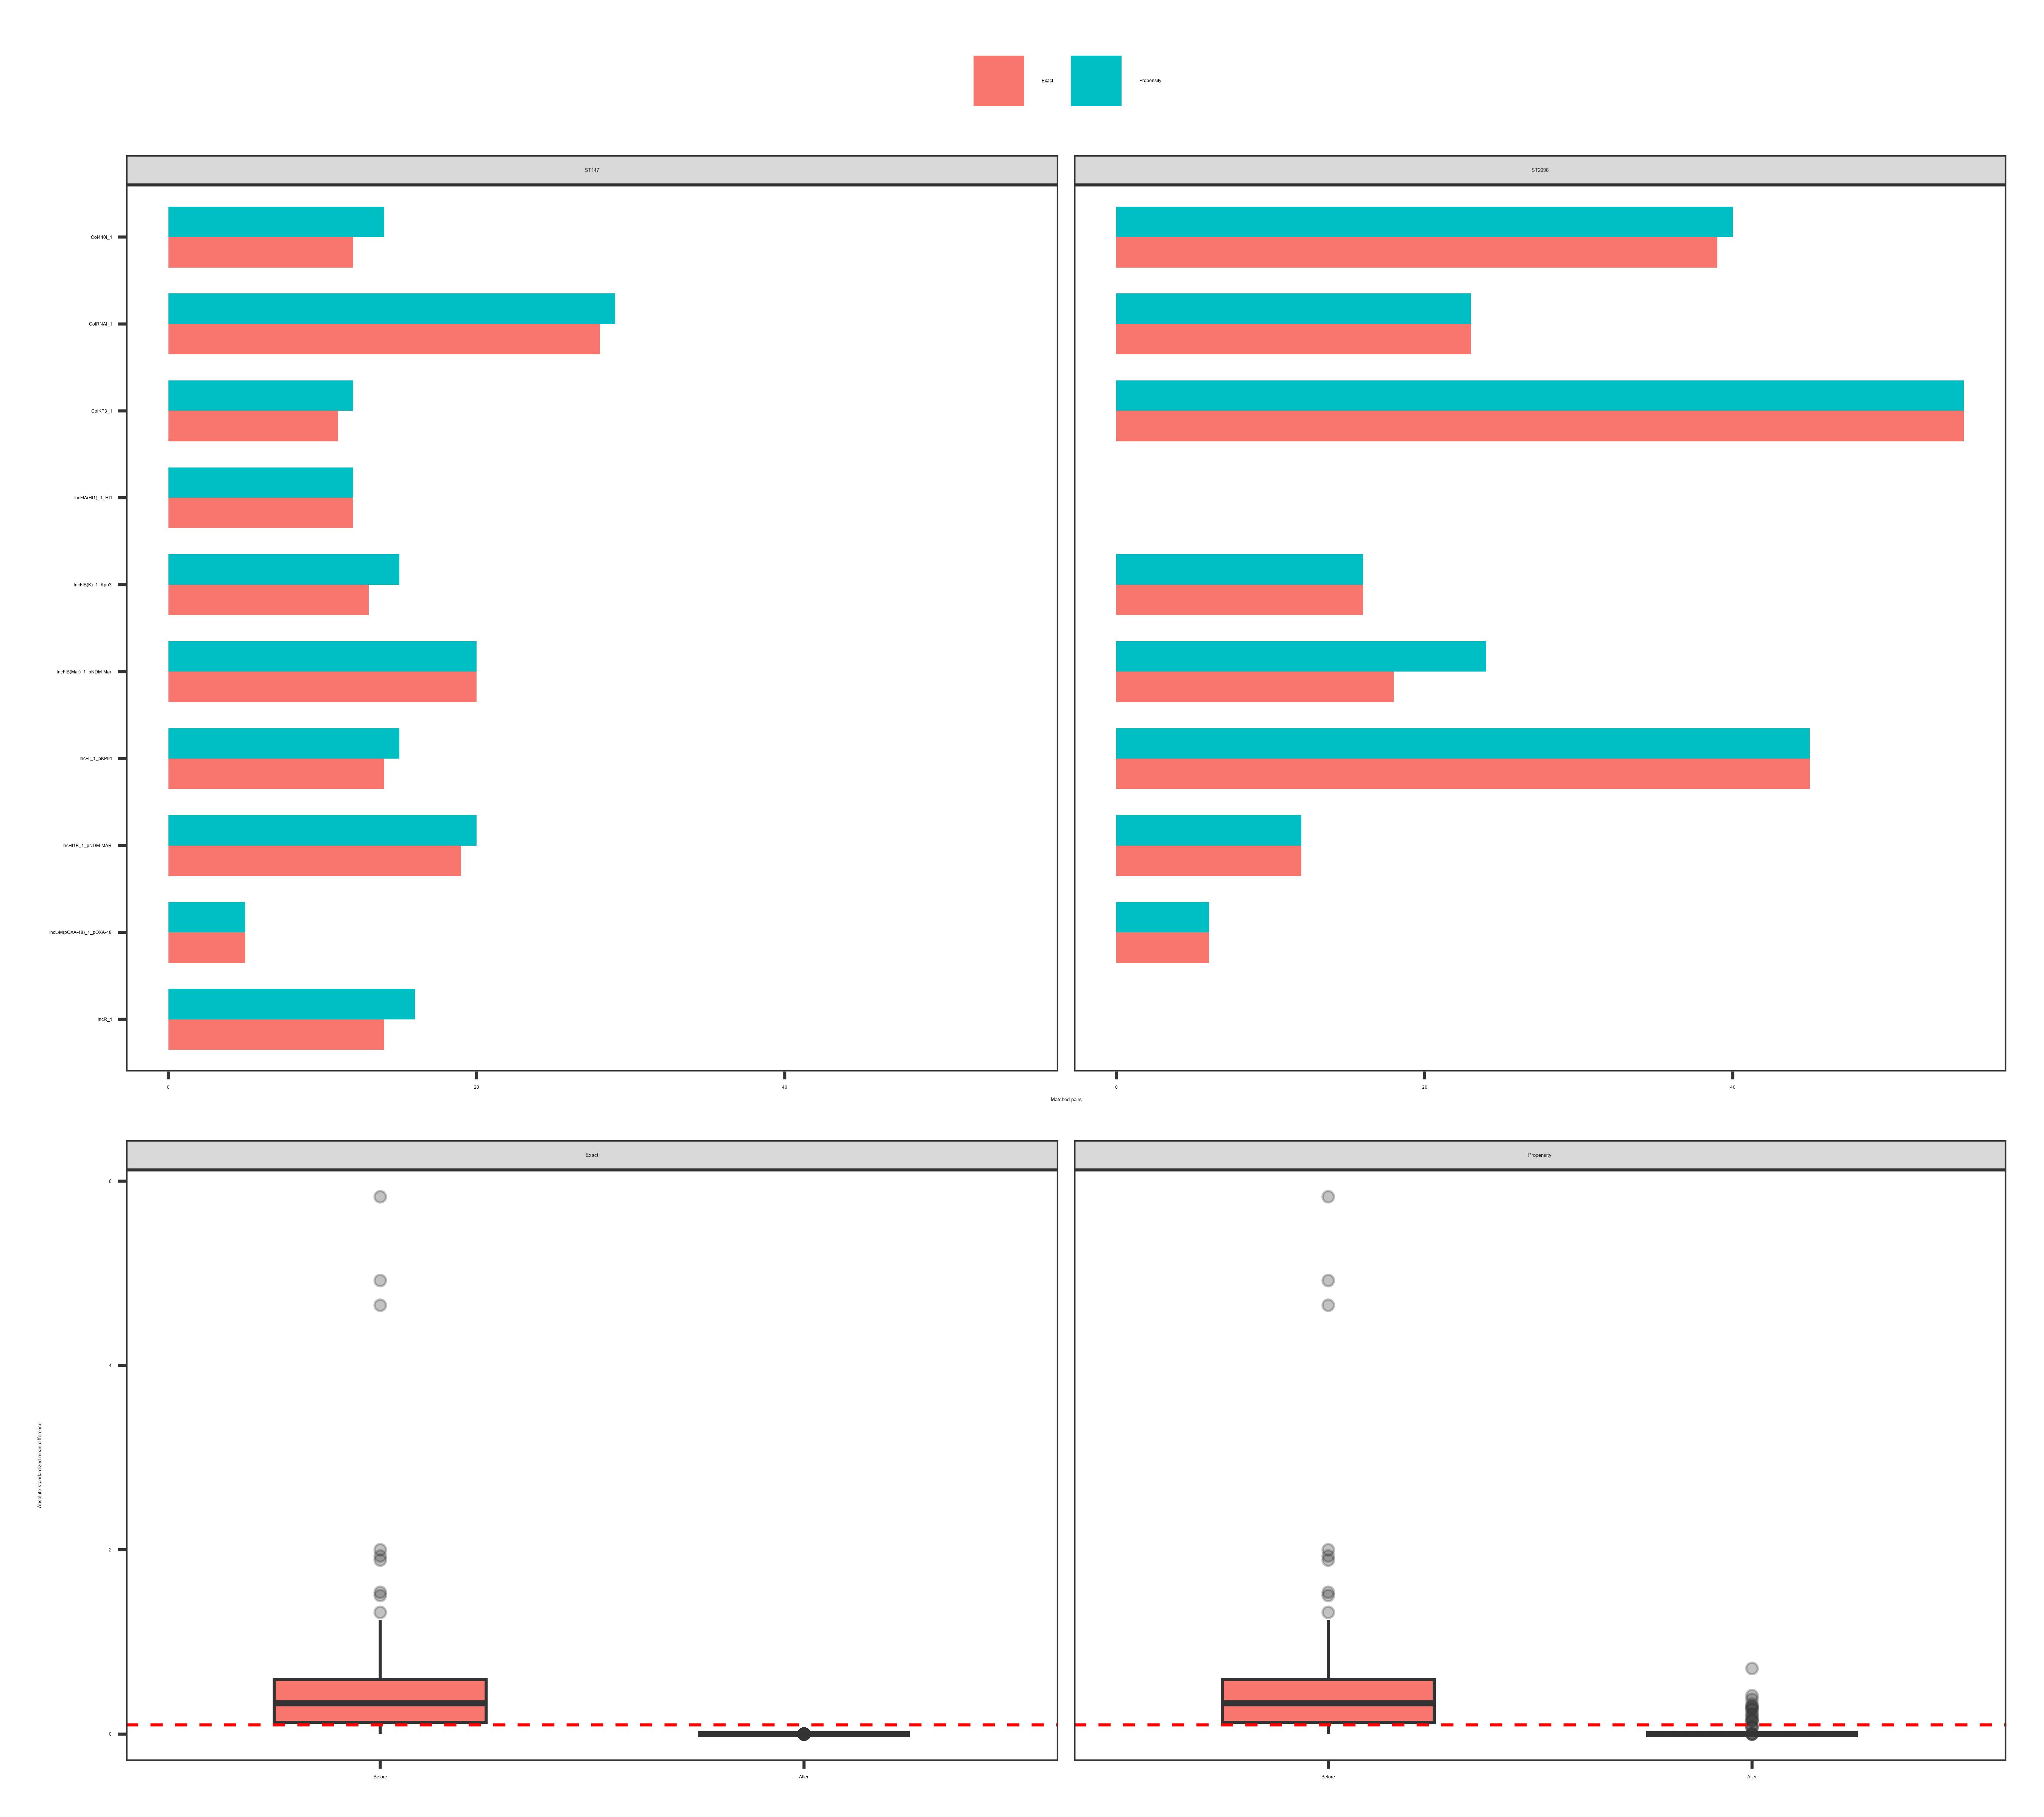 Exact Propensity
ST147 ST2096
Col440I_1
ColRNAI_1
ColKP3_1
IncFIA(HI1)_1_HI1
IncFIB(K)_1_Kpn3
IncFIB(Mar)_1_pNDM-Mar
IncFII_1_pKP91
IncHI1B_1_pNDM-MAR
IncL/M(pOXA-48)_1_pOXA-48
IncR_1
0 20 40 0 20 40
Matched pairs
Exact Propensity
Absolute standardized mean difference
6
4
2
0
Before After Before After